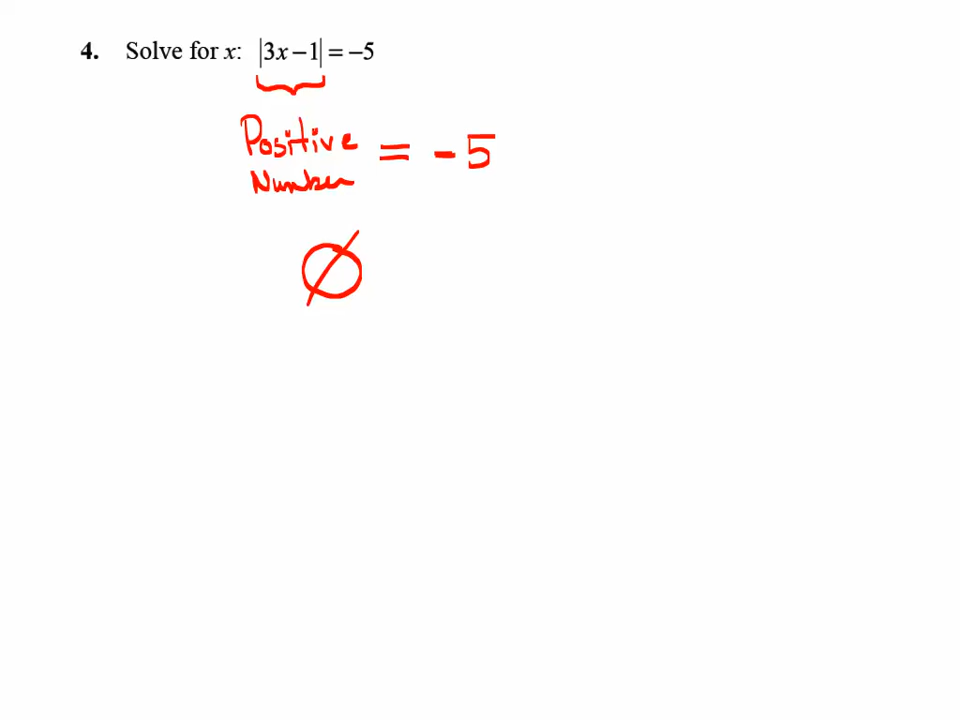 4. Solve for x: |3x−1| = −5
Positive = -5
Number
∅